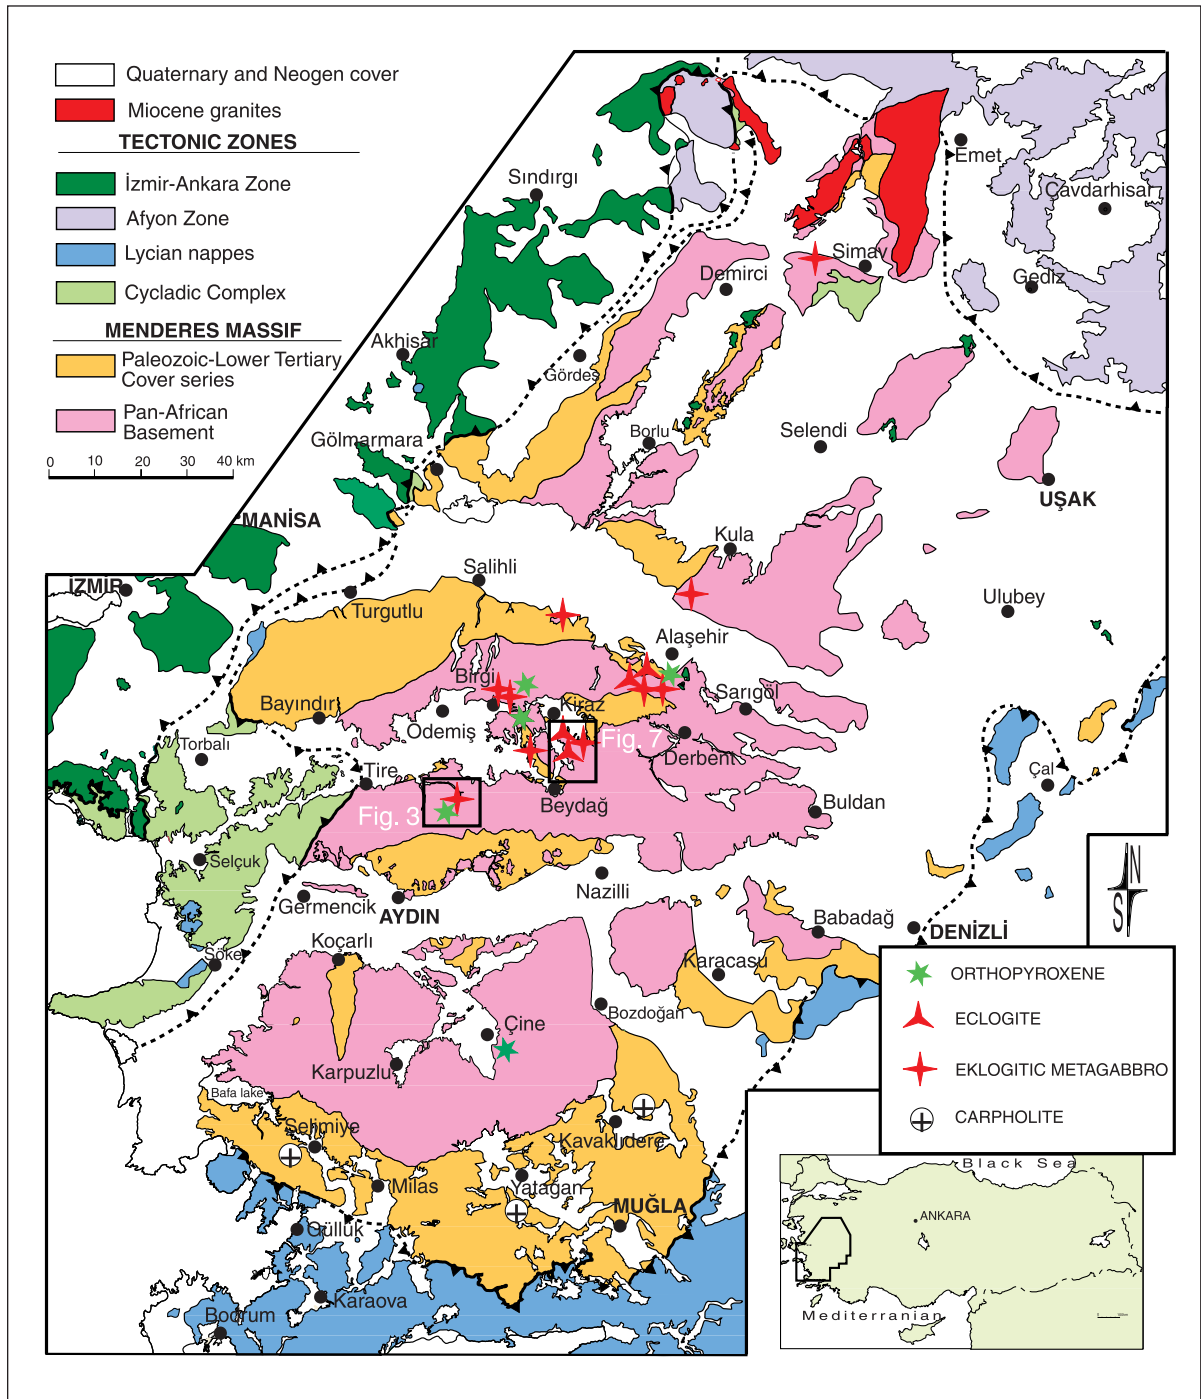 Quaternary and Neogen cover
Miocene granites
TECTONIC ZONES
İzmir-Ankara Zone
Afyon Zone
Lycian nappes
Cycladic Complex
MENDERES MASSIF
Paleozoic-Lower Tertiary
Cover series
Pan-African
Basement
0 10 20 30 40 km
Emet
Sındırgı
Çavdarhisar
Simav
Demirci
Gediz
Akhisar
Gördeş
Borlu
Selendi
Gölmarmara
UŞAK
MANİSA
Kula
Salihli
İZMİR
Turgutlu
Ulubey
Alaşehir
Birgi
Sarıgöl
Bayındır
Kiraz
Ödemiş
Fig. 7
Torbalı
Derbent
Tire
Çal
Beydağ
Buldan
Fig. 3
Selçuk
Nazilli
Germencik
AYDIN
Babadağ
DENİZLİ
N
S
Koçarlı
Söke
Karacasu
Bozdoğan
Çine
Karpuzlu
Bafa lake
Selimiye
Kavaklıdere
Milas
Yatağan
MUĞLA
Güllük
Karaova
Bodrum
ORTHOPYROXENE
ECLOGITE
EKLOGITIC METAGABBRO
CARPHOLITE
Black Sea
ANKARA
Mediterranian